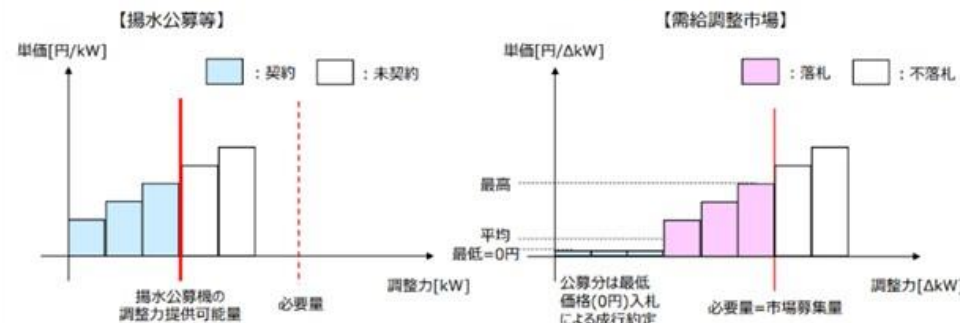 【揚水公募等】
単価[円/kW]
：契約
：未契約
調整力[kW]
揚水公募機の
調整力提供可能量
必要量
【需給調整市場】
単価[円/ΔkW]
：落札
：不落札
最高
平均
最低=0円
調整力[ΔkW]
公募分は最低
価格(0円)入札
による成行約定
必要量=市場募集量